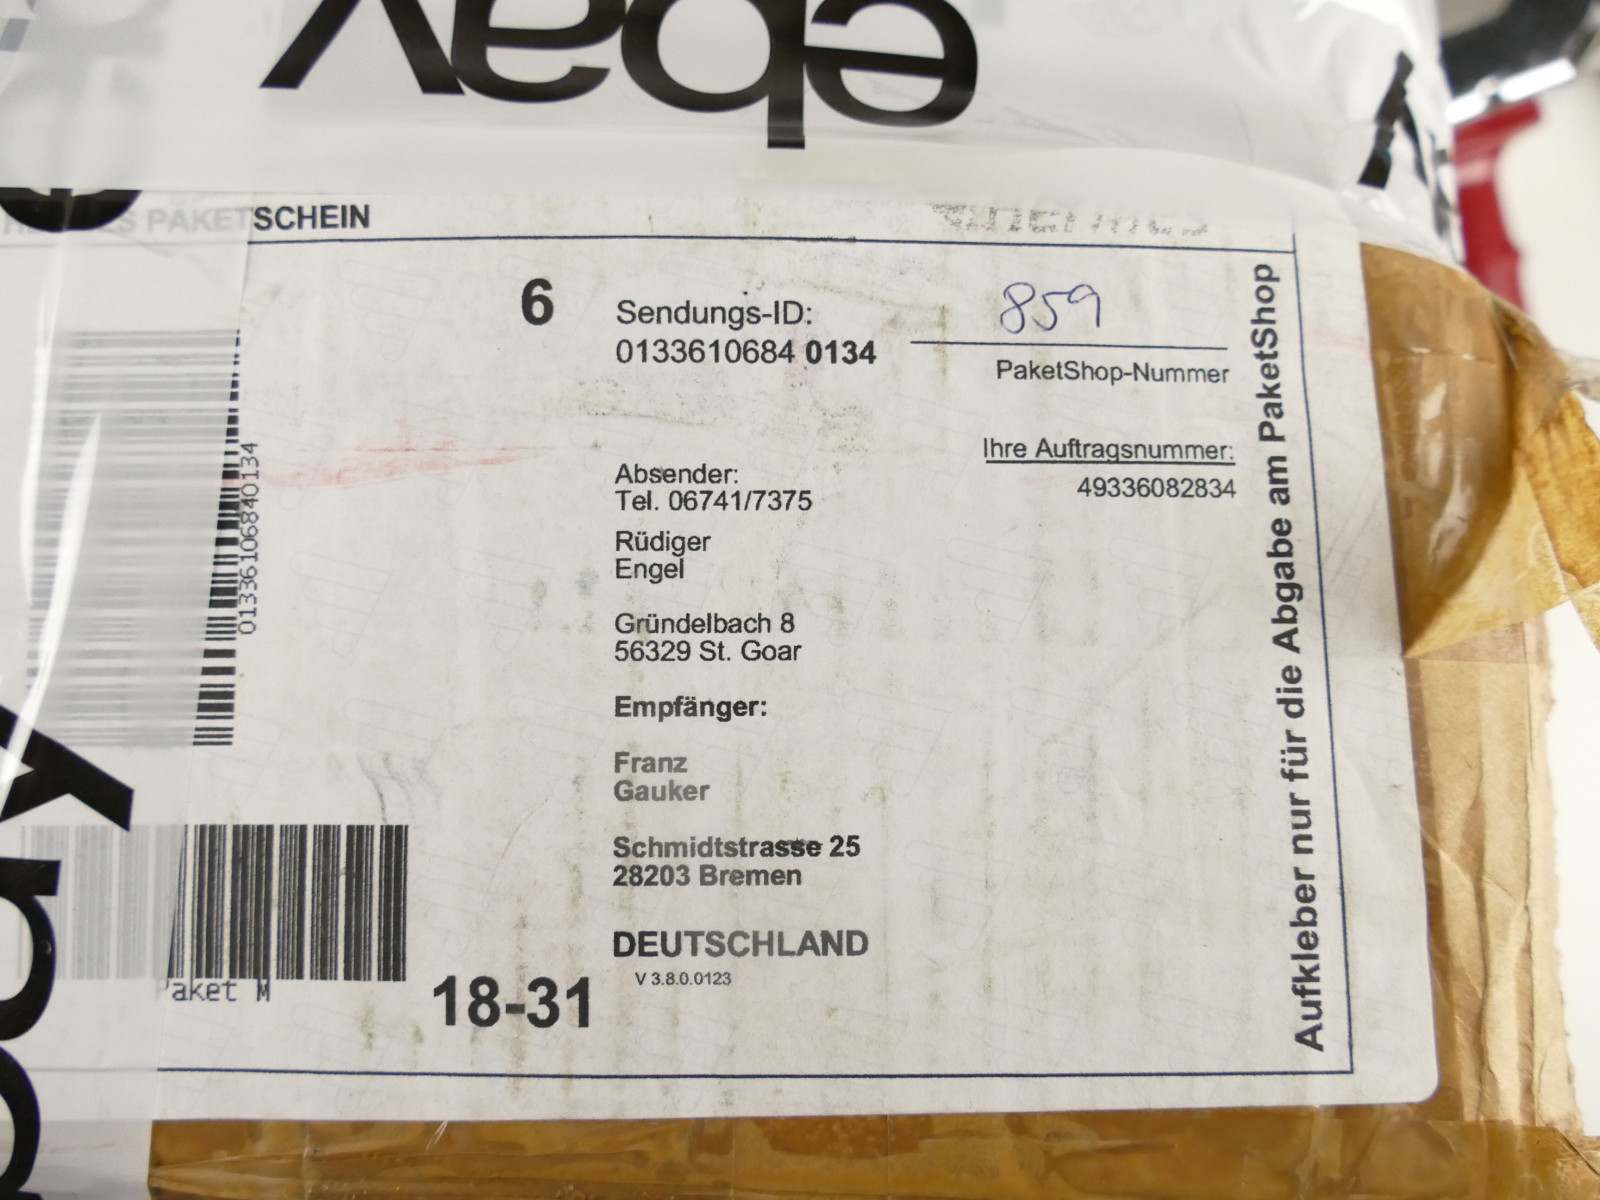 ebay
HERMES PAKETSCHEIN
6
Sendungs-ID:
0133610684 0134
859
PaketShop-Nummer
Ihre Auftragsnummer:
49336082834
Absender:
Tel. 06741/7375
Rüdiger
Engel
Gründelbach 8
56329 St. Goar
Empfänger:
Franz
Gauker
Schmidtstrasse 25
28203 Bremen
DEUTSCHLAND
V 3.8.0.0123
18-31
01336106840134
Paket M
Aufkleber nur für die Abgabe am PaketShop